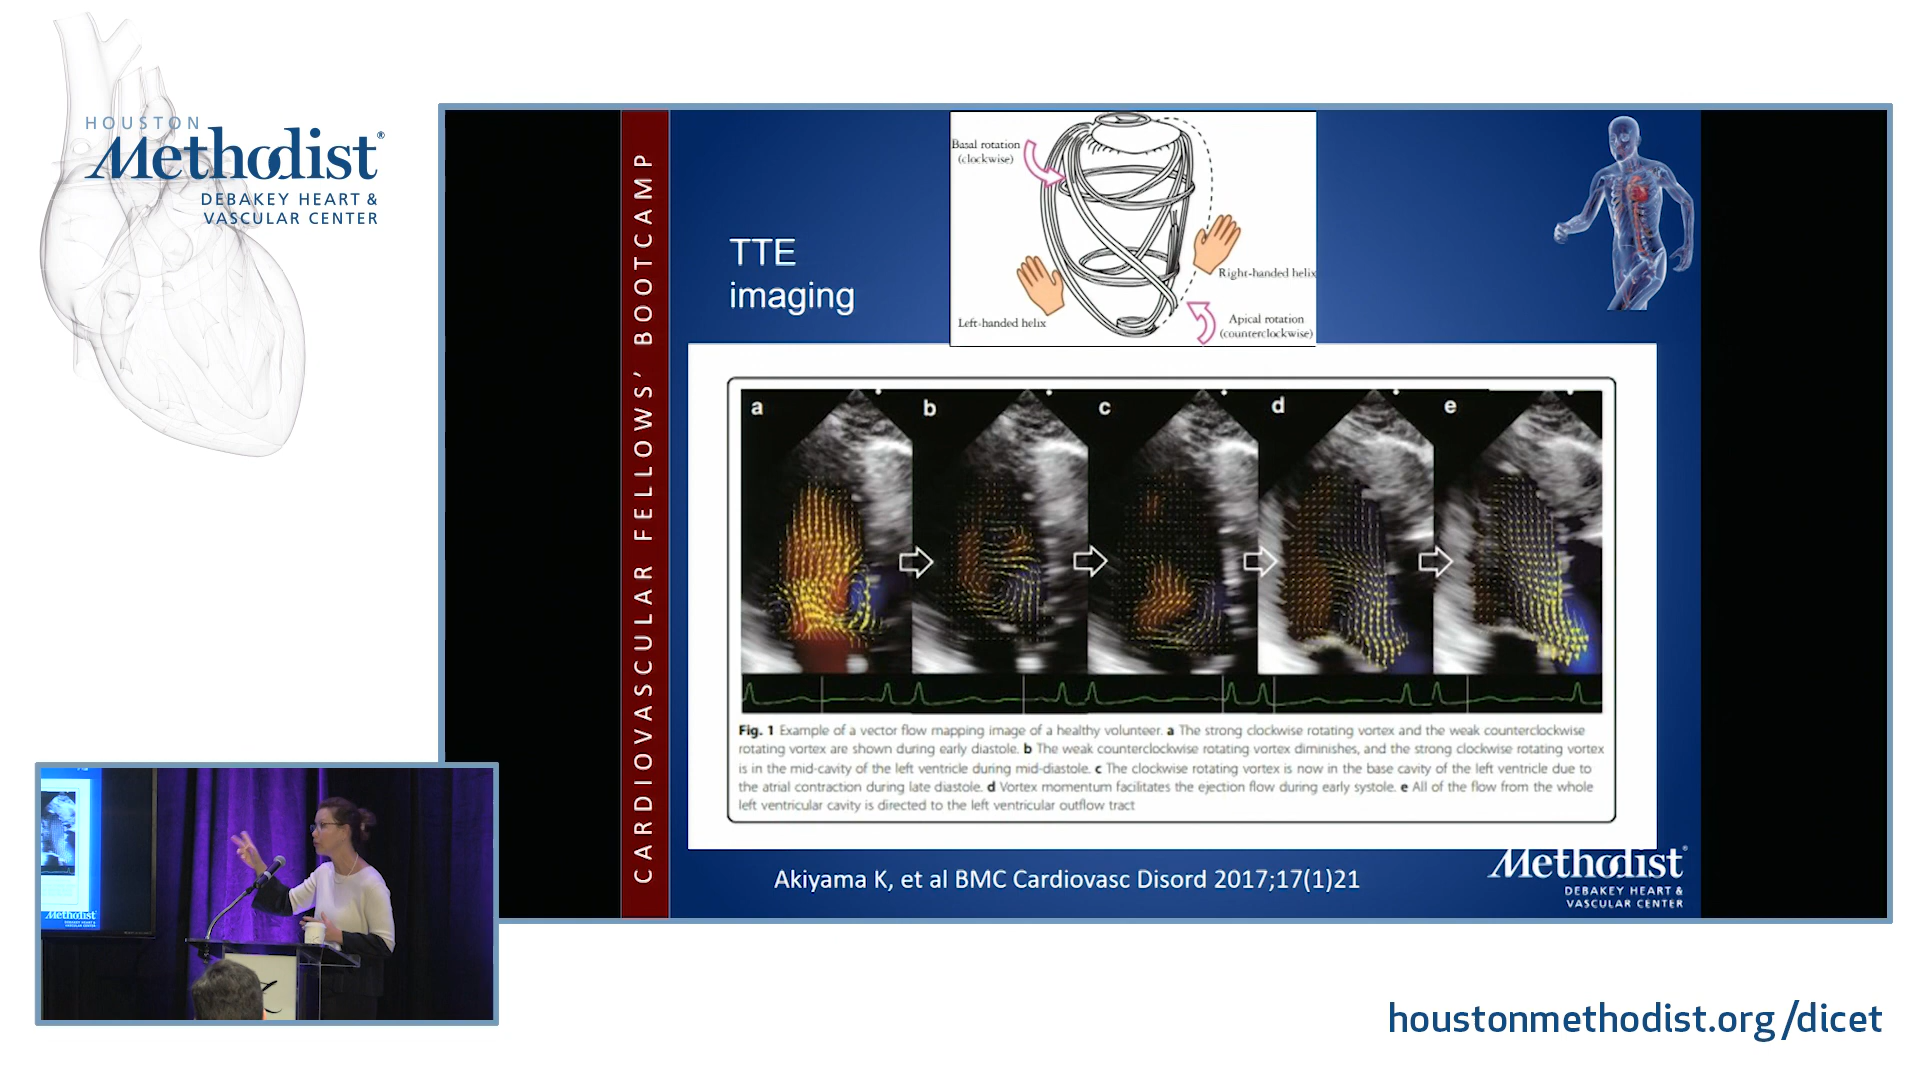 HOUSTON
Methodist®
DEBAKEY HEART &
VASCULAR CENTER
CARDIOVASCULAR FELLOWS' BOOTCAMP
TTE
imaging
Basal rotation
(clockwise)
Right-handed helix
Left-handed helix
Apical rotation
(counterclockwise)
a b c d e
Fig. 1 Example of a vector flow mapping image of a healthy volunteer. a The strong clockwise rotating vortex and the weak counterclockwise
rotating vortex are shown during early diastole. b The weak counterclockwise rotating vortex diminishes, and the strong clockwise rotating vortex
is in the mid-cavity of the left ventricle during mid-diastole. c The clockwise rotating vortex is now in the base cavity of the left ventricle due to
the atrial contraction during late diastole. d Vortex momentum facilitates the ejection flow during early systole. e All of the flow from the whole
left ventricular cavity is directed to the left ventricular outflow tract
Akiyama K, et al BMC Cardiovasc Disord 2017;17(1)21
Methodist®
DEBAKEY HEART &
VASCULAR CENTER
Methodist
houstonmethodist.org/dicet